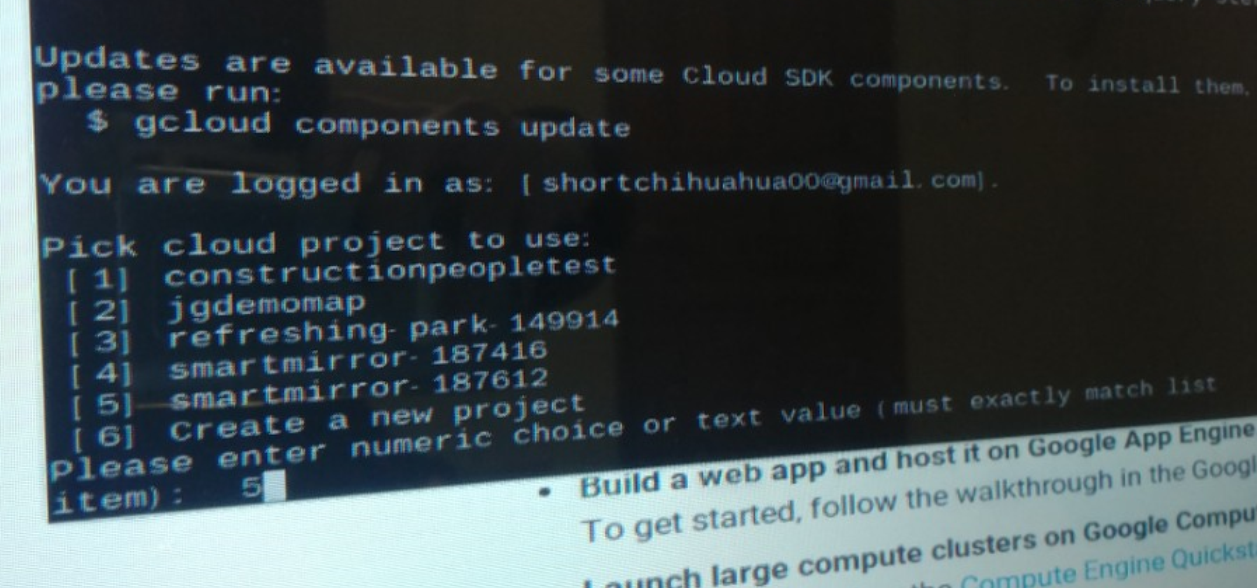 Updates are available for some Cloud SDK components. To install them,
please run:
$ gcloud components update
You are logged in as: [shortchihuahua00@gmail.com].
Pick cloud project to use:
[1] constructionpeopletest
[2] jgdemomap
[3] refreshing-park-149914
[4] smartmirror-187416
[5] smartmirror-187612
[6] Create a new project
Please enter numeric choice or text value (must exactly match list
item): 5
• Build a web app and host it on Google App Engine
To get started, follow the walkthrough in the Googl
Launch large compute clusters on Google Compu
the Compute Engine Quickst